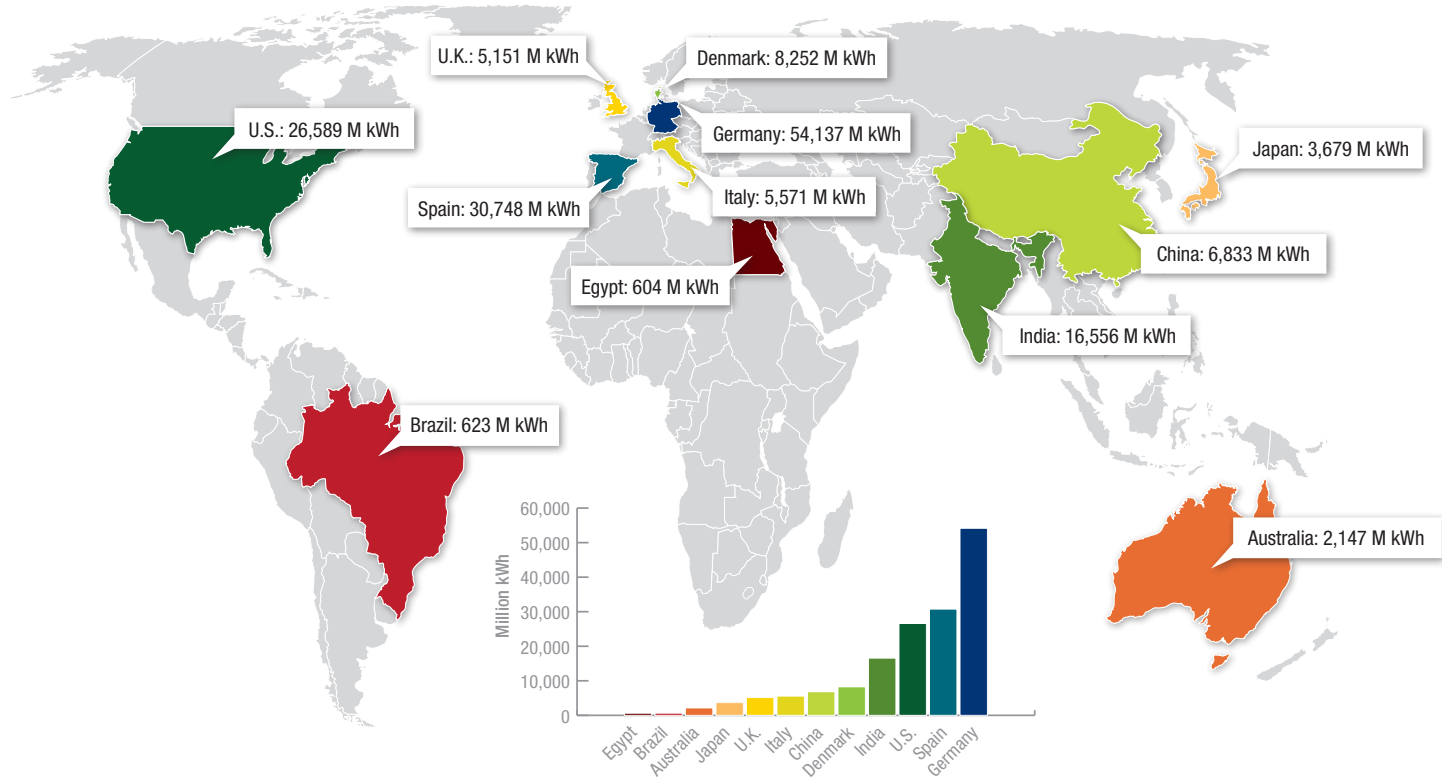 U.K.: 5,151 M kWh
Denmark: 8,252 M kWh
U.S.: 26,589 M kWh
Germany: 54,137 M kWh
Japan: 3,679 M kWh
Italy: 5,571 M kWh
Spain: 30,748 M kWh
China: 6,833 M kWh
Egypt: 604 M kWh
India: 16,556 M kWh
Brazil: 623 M kWh
Australia: 2,147 M kWh
Million kWh
60,000
50,000
40,000
30,000
20,000
10,000
0
Egypt
Brazil
Australia
Japan
U.K.
Italy
China
Denmark
India
U.S.
Spain
Germany